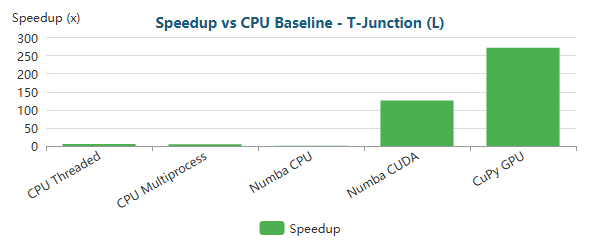 Speedup (x)
Speedup vs CPU Baseline - T-Junction (L)
300
250
200
150
100
50
0
CPU Threaded
CPU Multiprocess
Numba CPU
Numba CUDA
CuPy GPU
Speedup